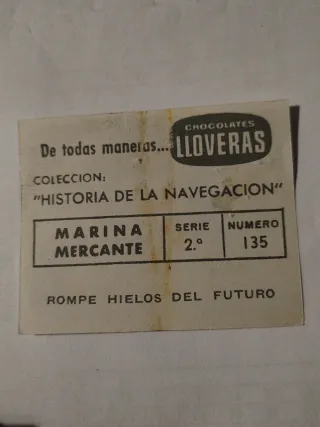 De todas maneras...
CHOCOLATES
LLOVERAS
COLECCION:
"HISTORIA DE LA NAVEGACION"
MARINA
MERCANTE
SERIE
2.º
NUMERO
135
ROMPE HIELOS DEL FUTURO